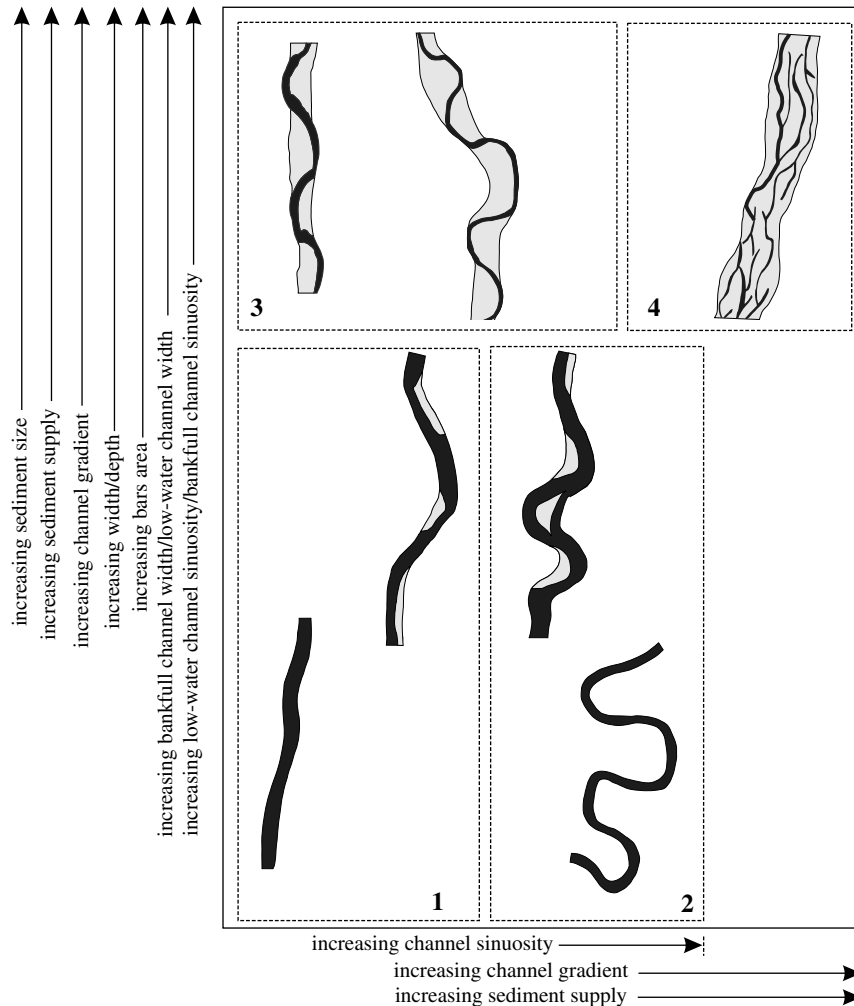 increasing sediment size
increasing sediment supply
increasing channel gradient
increasing width/depth
increasing bars area
increasing bankfull channel width/low-water channel width
increasing low-water channel sinuosity/bankfull channel sinuosity
3
4
1
2
increasing channel sinuosity
increasing channel gradient
increasing sediment supply